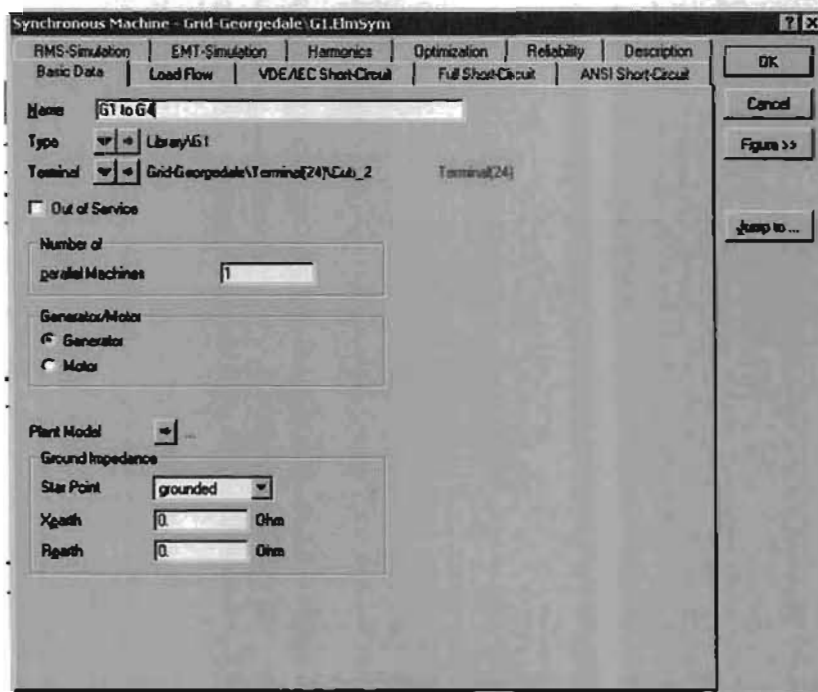 Synchronous Machine - Grid-Georgedale\G1.ElmSym
RMS-Simulation EMT-Simulation Harmonics Optimization Reliability Description
Basic Data Load Flow VDE/IEC Short-Circuit Full Short-Circuit ANSI Short-Circuit
OK
Name G1 to G4
Cancel
Type Library\G1
Figure >>
Terminal Grid-Georgedale\Terminal(24)\Cub_2 Terminal(24)
Out of Service
Jump to ...
Number of
parallel Machines 1
Generator/Motor
Generator
Motor
Plant Model ...
Ground Impedance
Star Point grounded
Xearth 0. Ohm
Rearth 0. Ohm